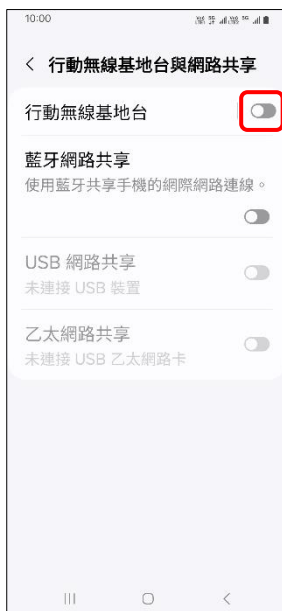 10:00
行動無線基地台與網路共享
行動無線基地台
藍牙網路共享
使用藍牙共享手機的網際網路連線。
USB 網路共享
未連接 USB 裝置
乙太網路共享
未連接 USB 乙太網路卡